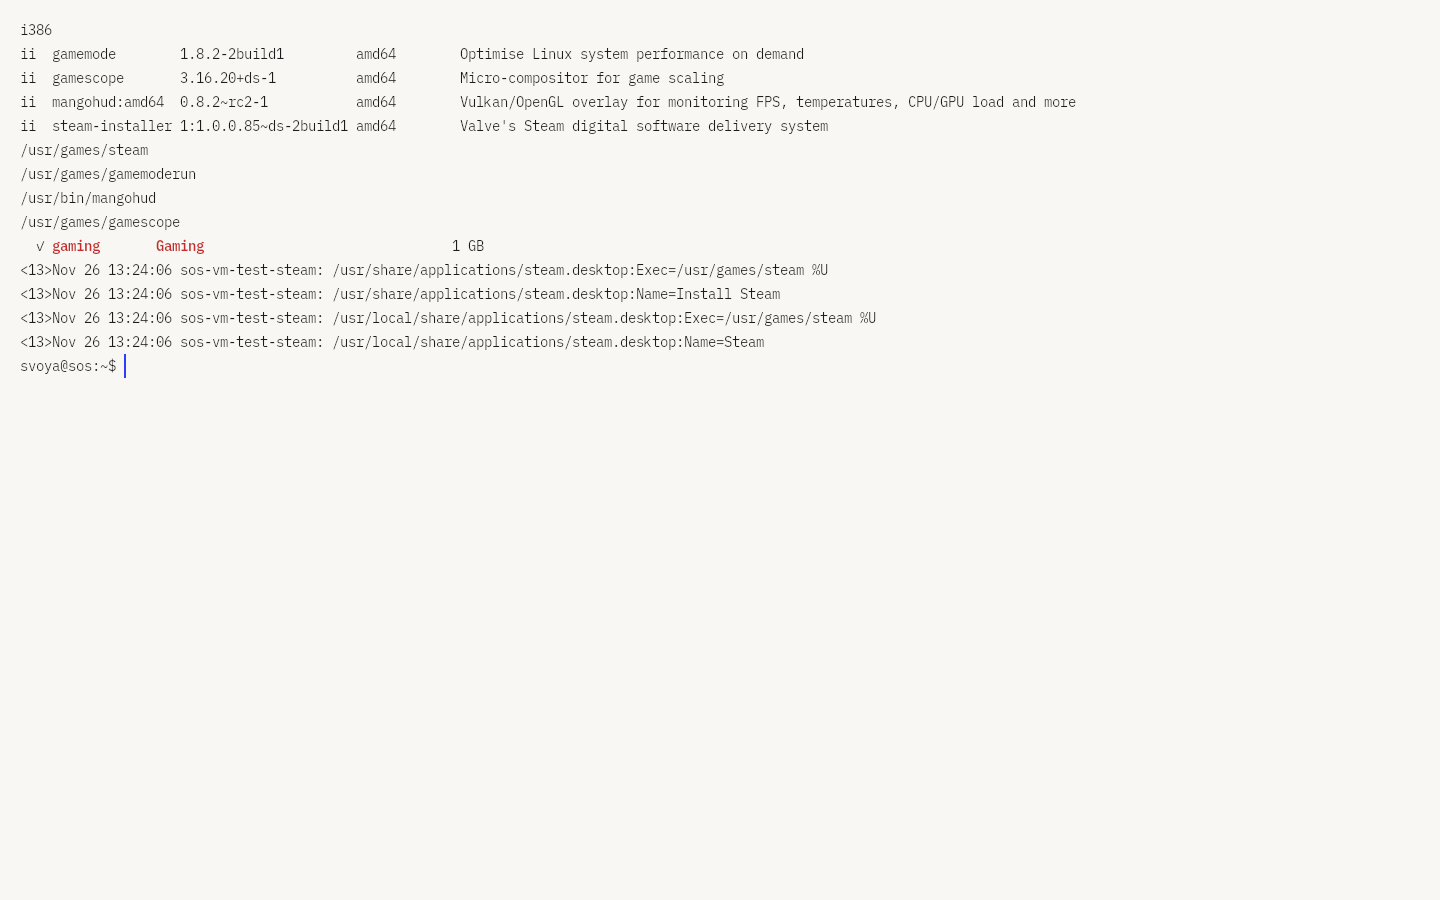 i386
ii  gamemode        1.8.2-2build1         amd64        Optimise Linux system performance on demand
ii  gamescope       3.16.20+ds-1          amd64        Micro-compositor for game scaling
ii  mangohud:amd64  0.8.2~rc2-1           amd64        Vulkan/OpenGL overlay for monitoring FPS, temperatures, CPU/GPU load and more
ii  steam-installer 1:1.0.0.85~ds-2build1 amd64        Valve's Steam digital software delivery system
/usr/games/steam
/usr/games/gamemoderun
/usr/bin/mangohud
/usr/games/gamescope
  √ gaming       Gaming                               1 GB
<13>Nov 26 13:24:06 sos-vm-test-steam: /usr/share/applications/steam.desktop:Exec=/usr/games/steam %U
<13>Nov 26 13:24:06 sos-vm-test-steam: /usr/share/applications/steam.desktop:Name=Install Steam
<13>Nov 26 13:24:06 sos-vm-test-steam: /usr/local/share/applications/steam.desktop:Exec=/usr/games/steam %U
<13>Nov 26 13:24:06 sos-vm-test-steam: /usr/local/share/applications/steam.desktop:Name=Steam
svoya@sos:~$